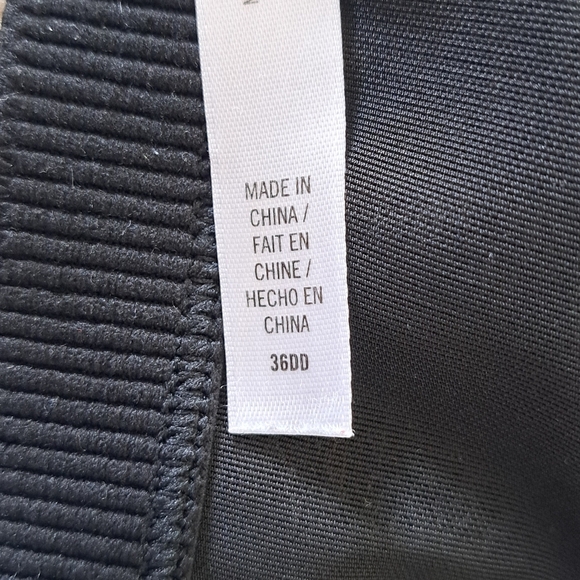 MADE IN
CHINA /
FAIT EN
CHINE /
HECHO EN
CHINA
36DD